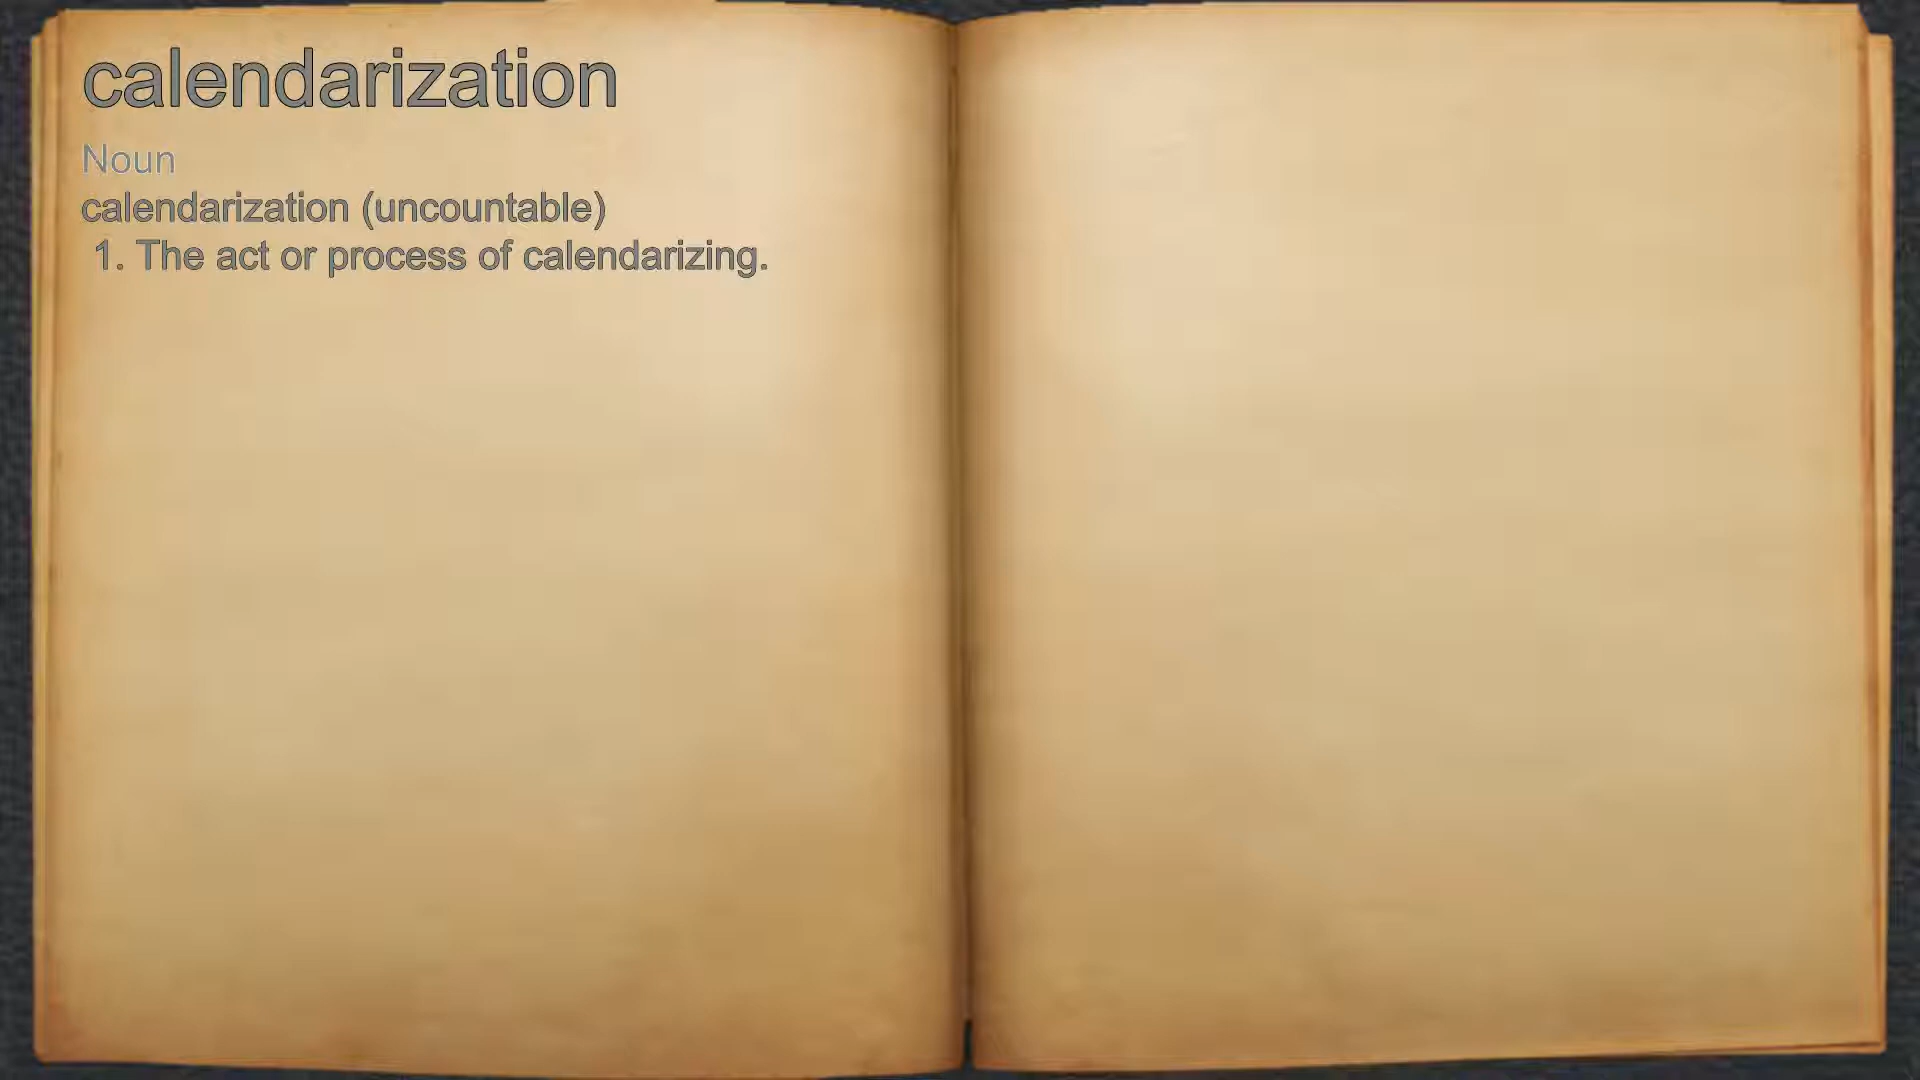 calendarization
Noun
calendarization (uncountable)
1. The act or process of calendarizing.